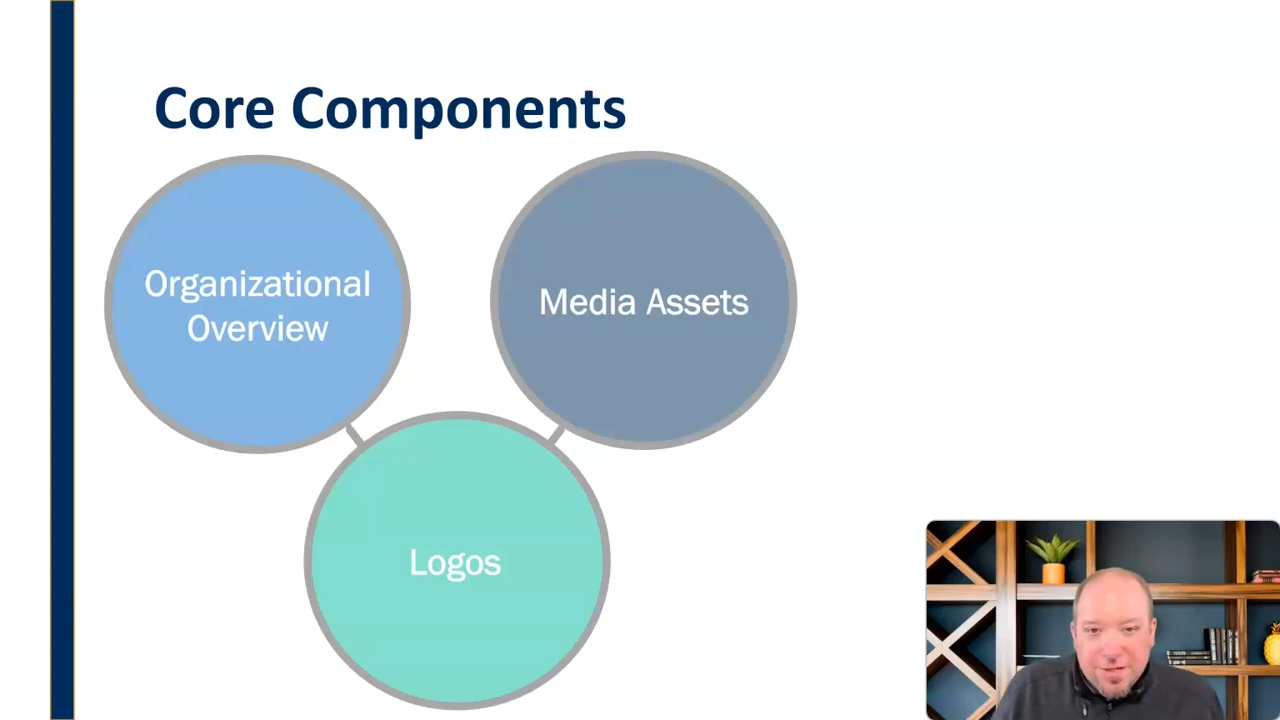 Core Components
Organizational
Overview
Media Assets
Logos